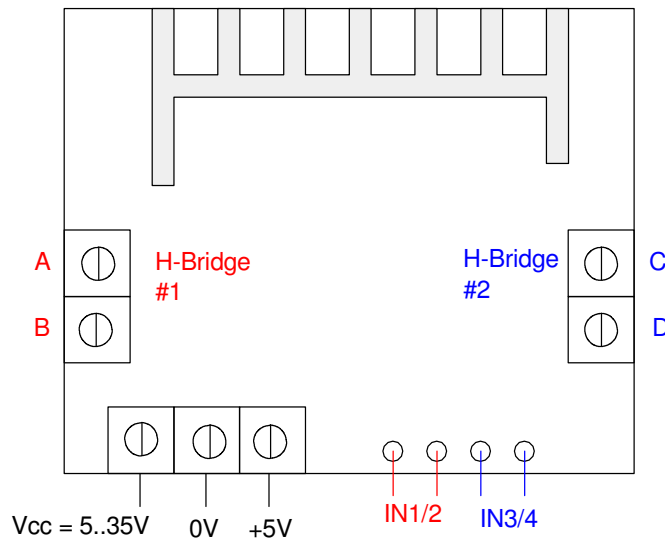 A
H-Bridge
#1
H-Bridge
#2
C
B
D
Vcc = 5..35V
0V
+5V
IN1/2
IN3/4